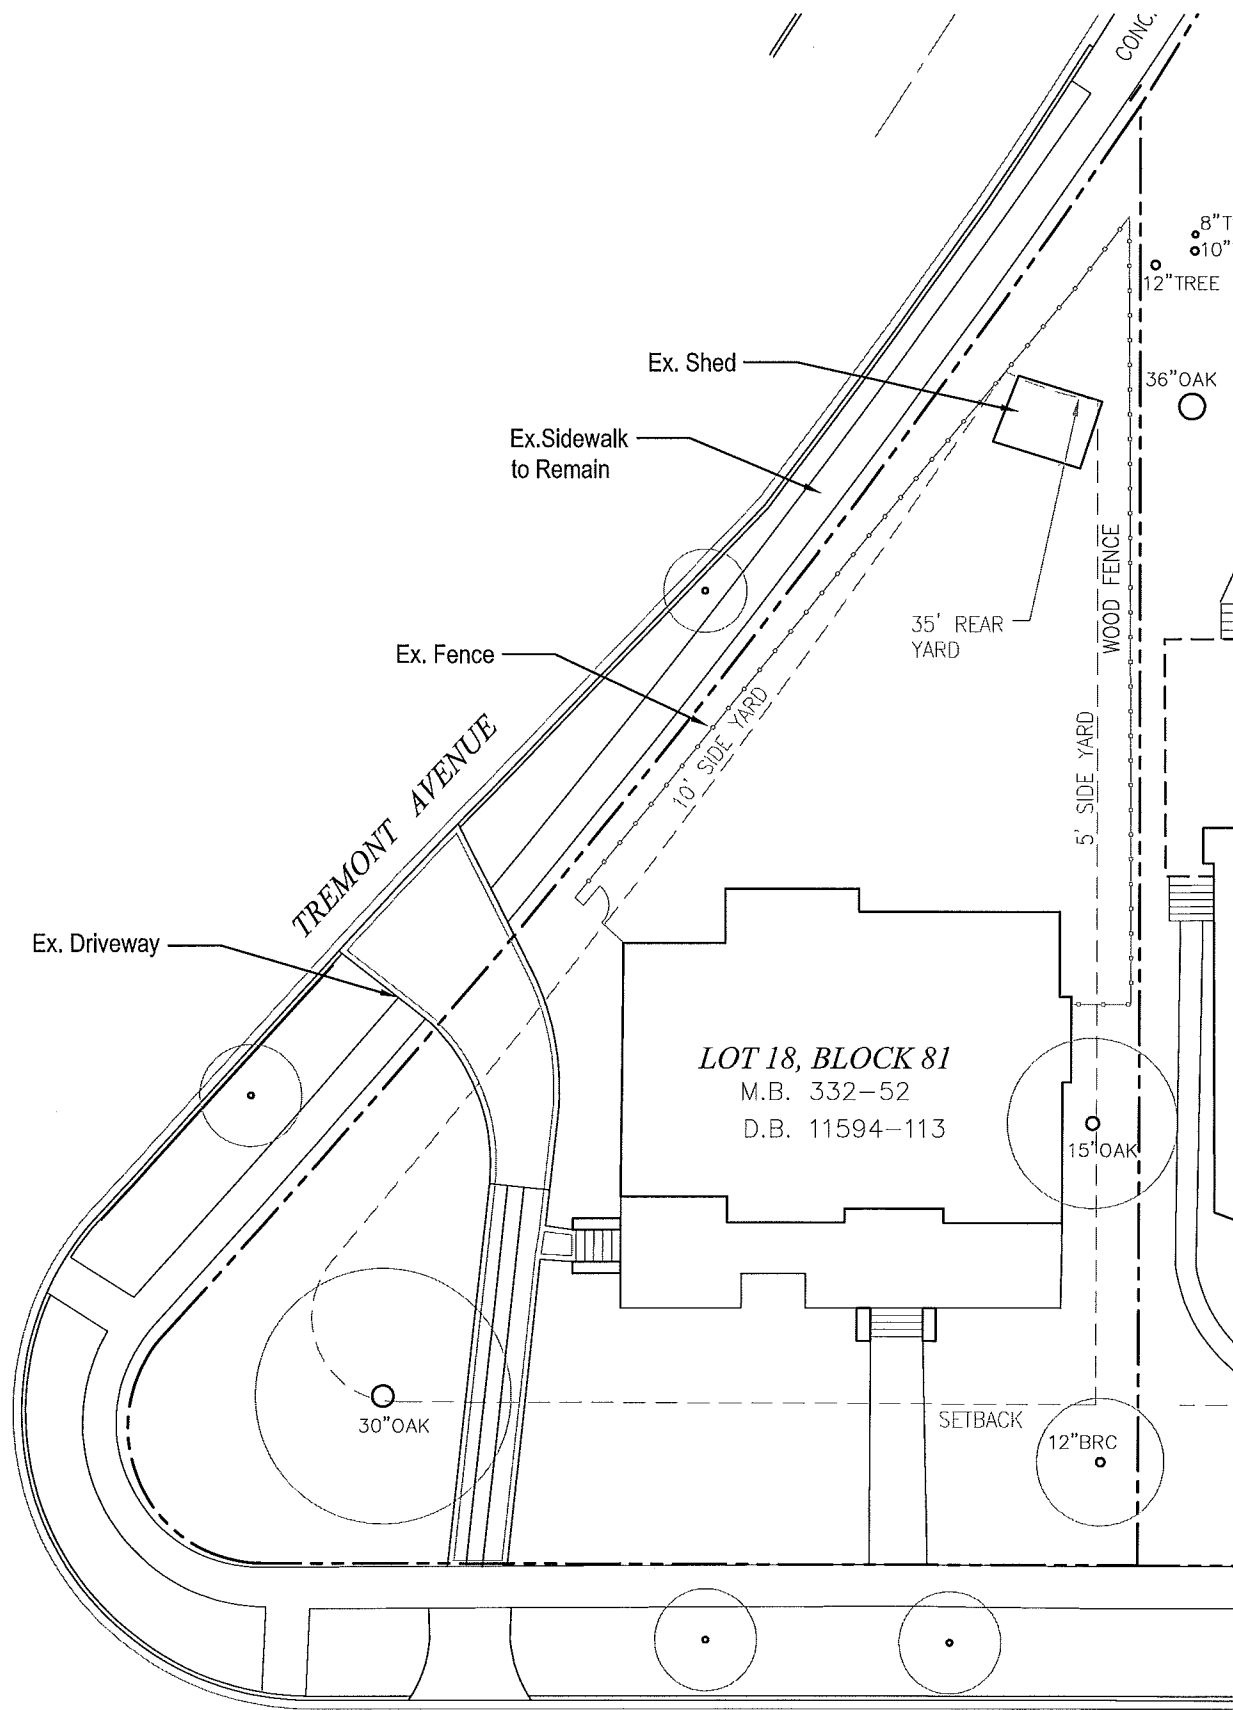 CONC.
8"T
10"
12"TREE
Ex. Shed
36"OAK
Ex.Sidewalk
to Remain
WOOD FENCE
35' REAR
YARD
Ex. Fence
10' SIDE YARD
5' SIDE YARD
TREMONT AVENUE
Ex. Driveway
LOT 18, BLOCK 81
M.B. 332-52
D.B. 11594-113
15"OAK
30"OAK
SETBACK
12"BRC